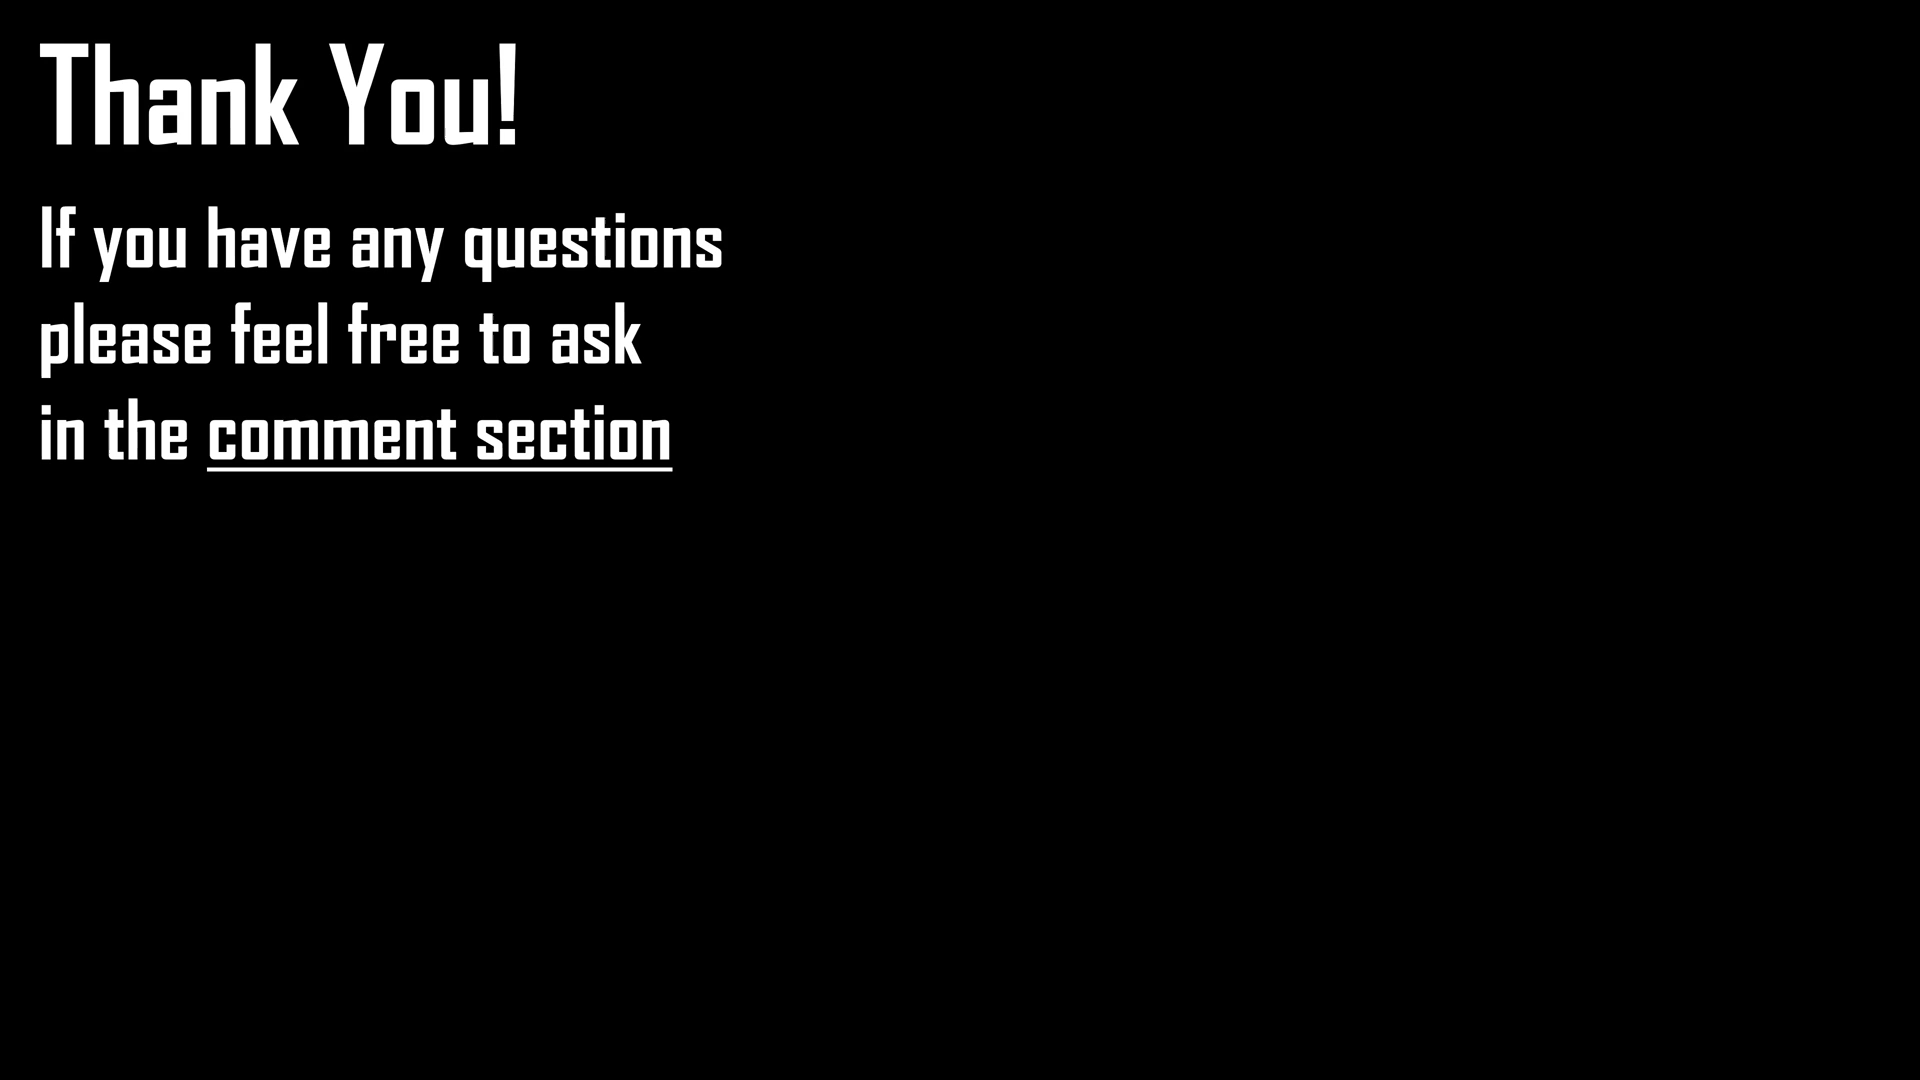 Thank You!
If you have any questions
please feel free to ask
in the comment section